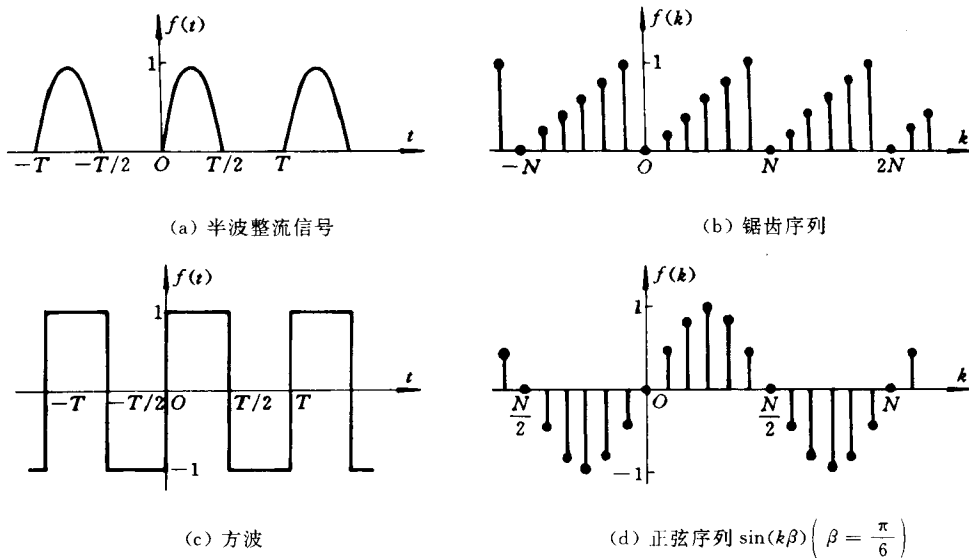 f(t)
1
t
-T
-T/2
O
T/2
T
(a) 半波整流信号
f(k)
1
k
-N
O
N
2N
(b) 锯齿序列
f(t)
1
t
-T
-T/2
O
T/2
T
-1
(c) 方波
f(k)
1
k
N/2
O
N/2
N
-1
(d) 正弦序列 sin(kβ)(β = π/6)